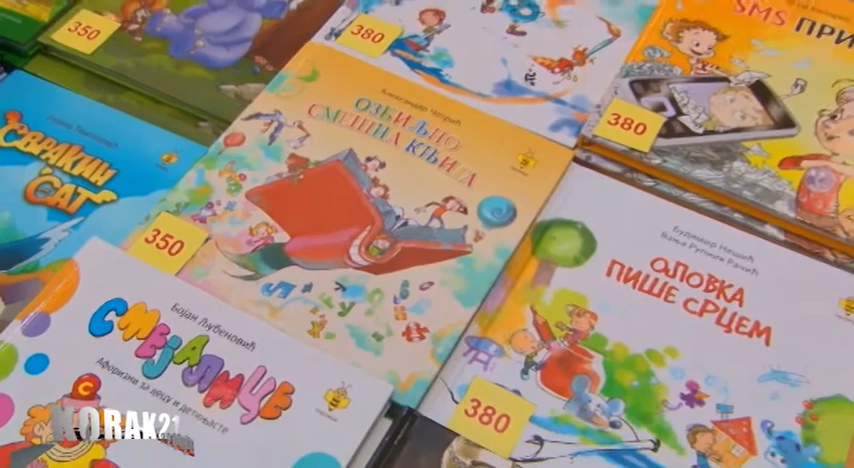 350
380
SMS ПРИ
380
Александар Чотрић
ОЗБИЉНО
СМЕШНА КЊИГА
СВРАКИН
САТ
350
Будимир Нешић
ОЛОВКА
ПИШЕ СРЦЕМ
Бојан Љубеновић
СМЕЈАЛИЦЕ
Афоризми за децу и детињасте
380
KORAK21